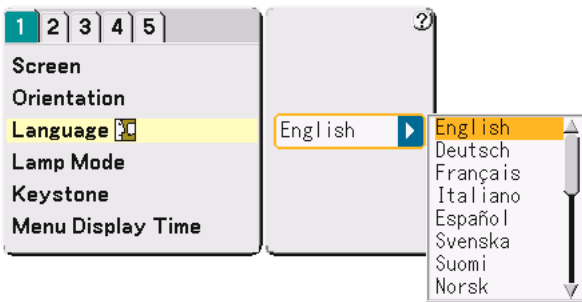 1 2 3 4 5
?
Screen
Orientation
Language
Lamp Mode
Keystone
Menu Display Time
English
English
Deutsch
Français
Italiano
Español
Svenska
Suomi
Norsk